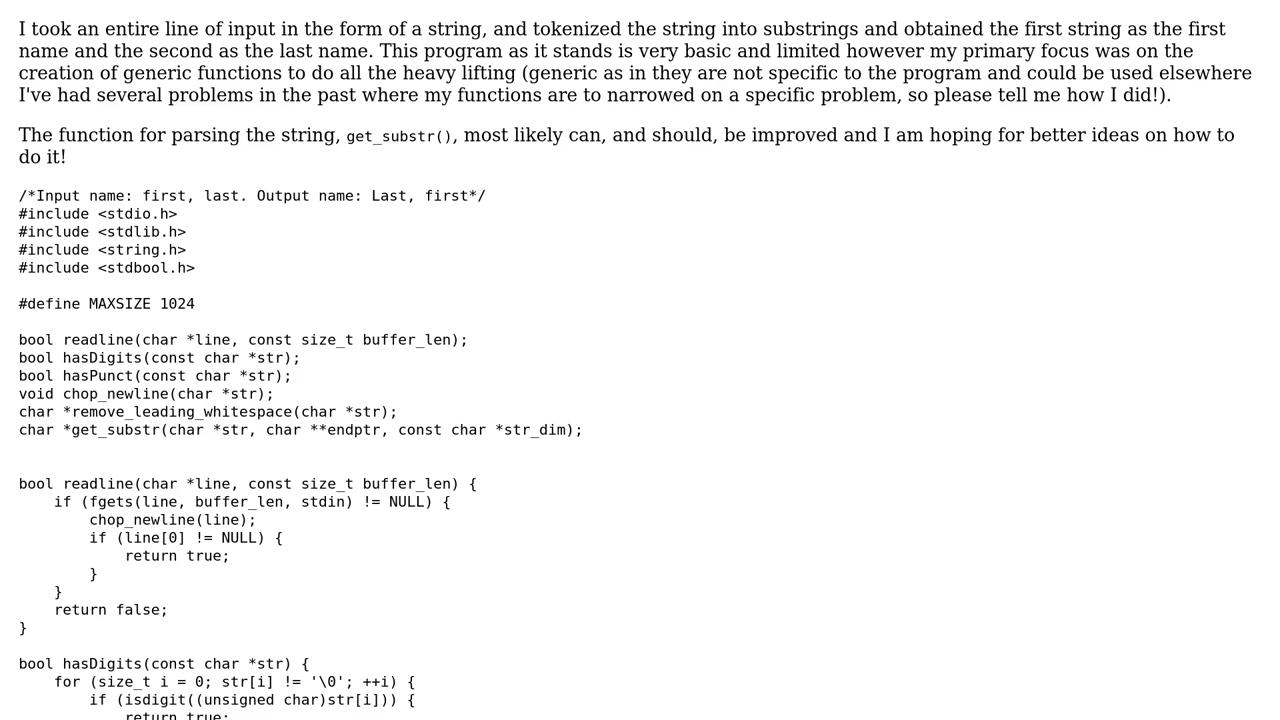 I took an entire line of input in the form of a string, and tokenized the string into substrings and obtained the first string as the first
name and the second as the last name. This program as it stands is very basic and limited however my primary focus was on the
creation of generic functions to do all the heavy lifting (generic as in they are not specific to the program and could be used elsewhere
I've had several problems in the past where my functions are to narrowed on a specific problem, so please tell me how I did!).
The function for parsing the string, get_substr(), most likely can, and should, be improved and I am hoping for better ideas on how to
do it!
/*Input name: first, last. Output name: Last, first*/
#include <stdio.h>
#include <stdlib.h>
#include <string.h>
#include <stdbool.h>
#define MAXSIZE 1024
bool readline(char *line, const size_t buffer_len);
bool hasDigits(const char *str);
bool hasPunct(const char *str);
void chop_newline(char *str);
char *remove_leading_whitespace(char *str);
char *get_substr(char *str, char **endptr, const char *str_dim);
bool readline(char *line, const size_t buffer_len) {
    if (fgets(line, buffer_len, stdin) != NULL) {
        chop_newline(line);
        if (line[0] != NULL) {
            return true;
        }
    }
    return false;
}
bool hasDigits(const char *str) {
    for (size_t i = 0; str[i] != '\0'; ++i) {
        if (isdigit((unsigned char)str[i])) {
            return true;